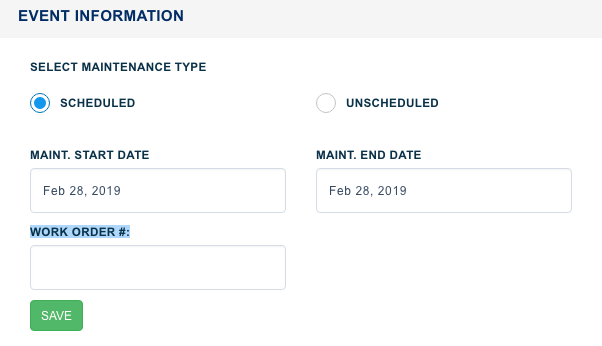 EVENT INFORMATION
SELECT MAINTENANCE TYPE
SCHEDULED UNSCHEDULED
MAINT. START DATE MAINT. END DATE
Feb 28, 2019 Feb 28, 2019
WORK ORDER #:
SAVE